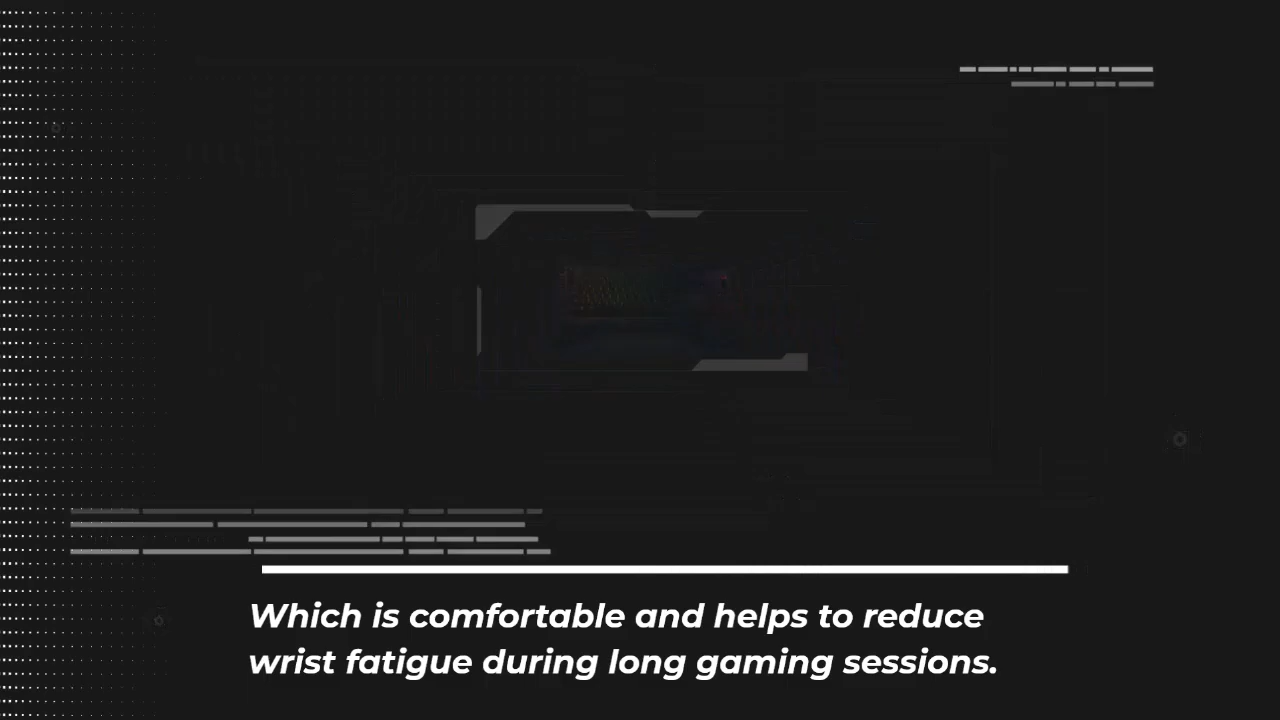 Which is comfortable and helps to reduce
wrist fatigue during long gaming sessions.